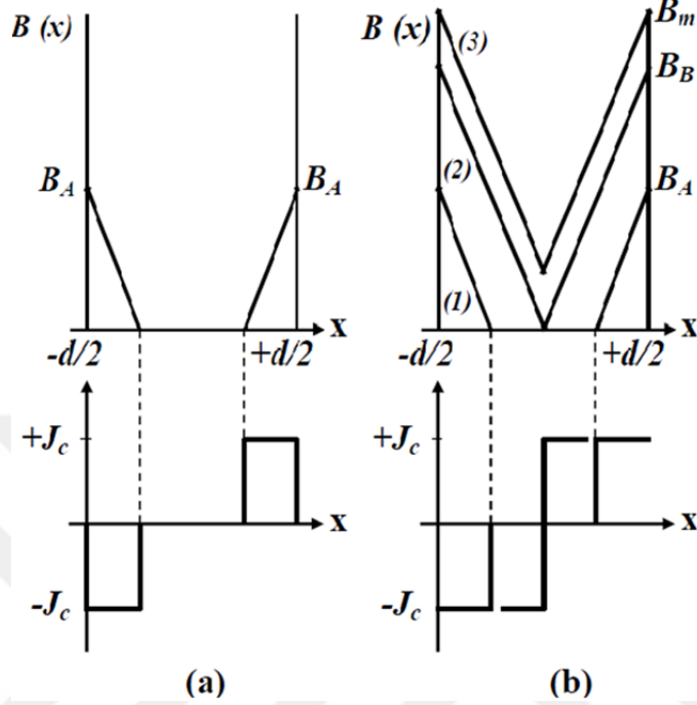 B (x)
B_A
B_A
-d/2
+d/2
x
+J_c
-J_c
x
(a)
B (x)
(3)
(2)
(1)
B_m
B_B
B_A
-d/2
+d/2
x
+J_c
-J_c
x
(b)